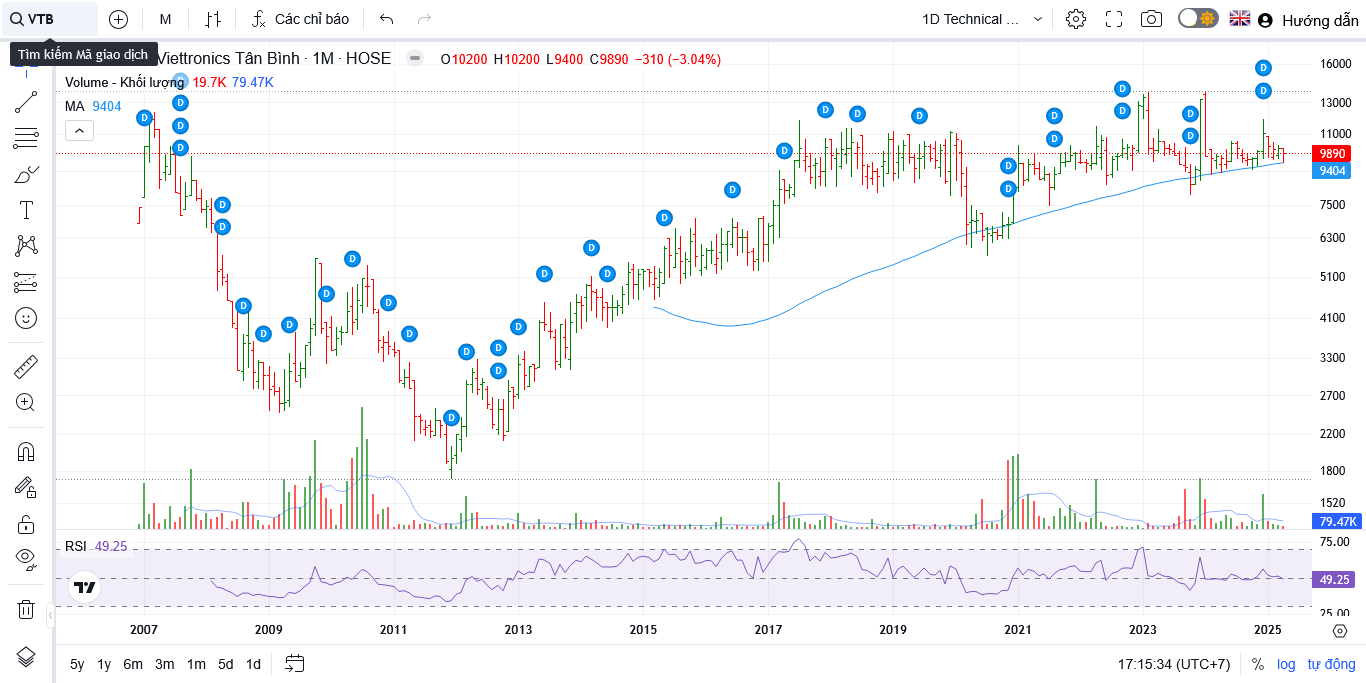 VTB M Các chỉ báo 1D Technical ... Hướng dẫn
Tìm kiếm Mã giao dịch
Viettronics Tân Bình · 1M · HOSE O10200 H10200 L9400 C9890 −310 (−3.04%)
Volume - Khối lượng 19.7K 79.47K
MA 9404
16000
13000
11000
9890
9404
7500
6300
5100
4100
3300
2700
2200
1800
1520
79.47K
RSI 49.25
75.00
49.25
25.00
2007 2009 2011 2013 2015 2017 2019 2021 2023 2025
5y 1y 6m 3m 1m 5d 1d 17:15:34 (UTC+7) % log tự động